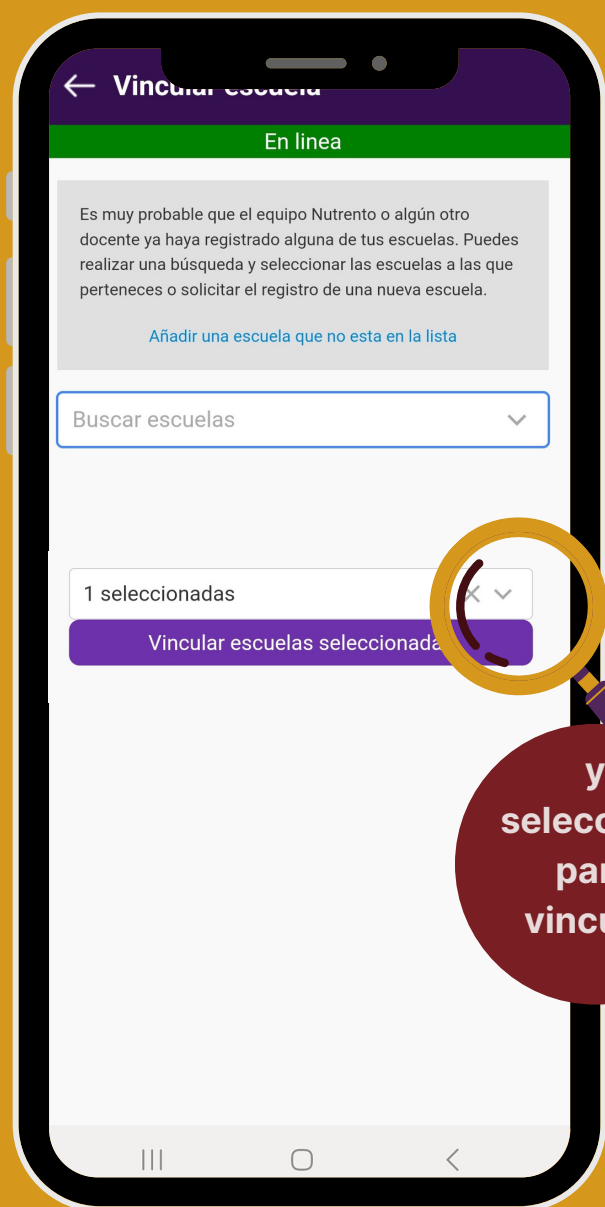 Vincular escuela
En linea
Es muy probable que el equipo Nutrento o algún otro
docente ya haya registrado alguna de tus escuelas. Puedes
realizar una búsqueda y seleccionar las escuelas a las que
perteneces o solicitar el registro de una nueva escuela.
Añadir una escuela que no esta en la lista
Buscar escuelas
1 seleccionadas
Vincular escuelas seleccionada
y
par